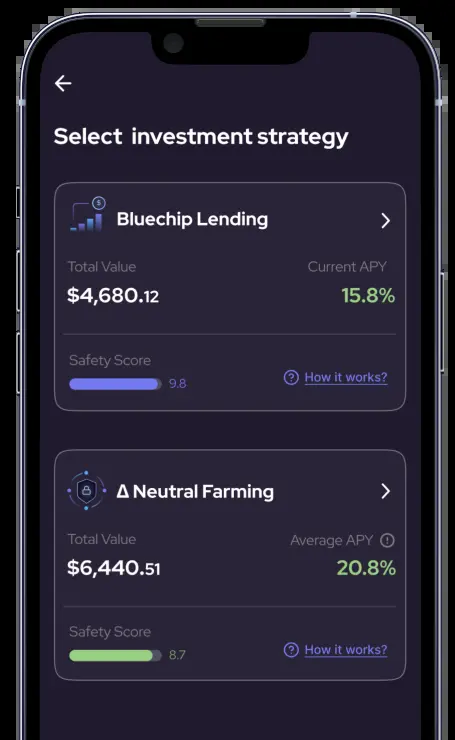 Select investment strategy
$
Bluechip Lending
Total Value Current APY
$4,680.12 15.8%
Safety Score
9.8 ? How it works?
Δ Neutral Farming
Total Value Average APY !
$6,440.51 20.8%
Safety Score
8.7 ? How it works?